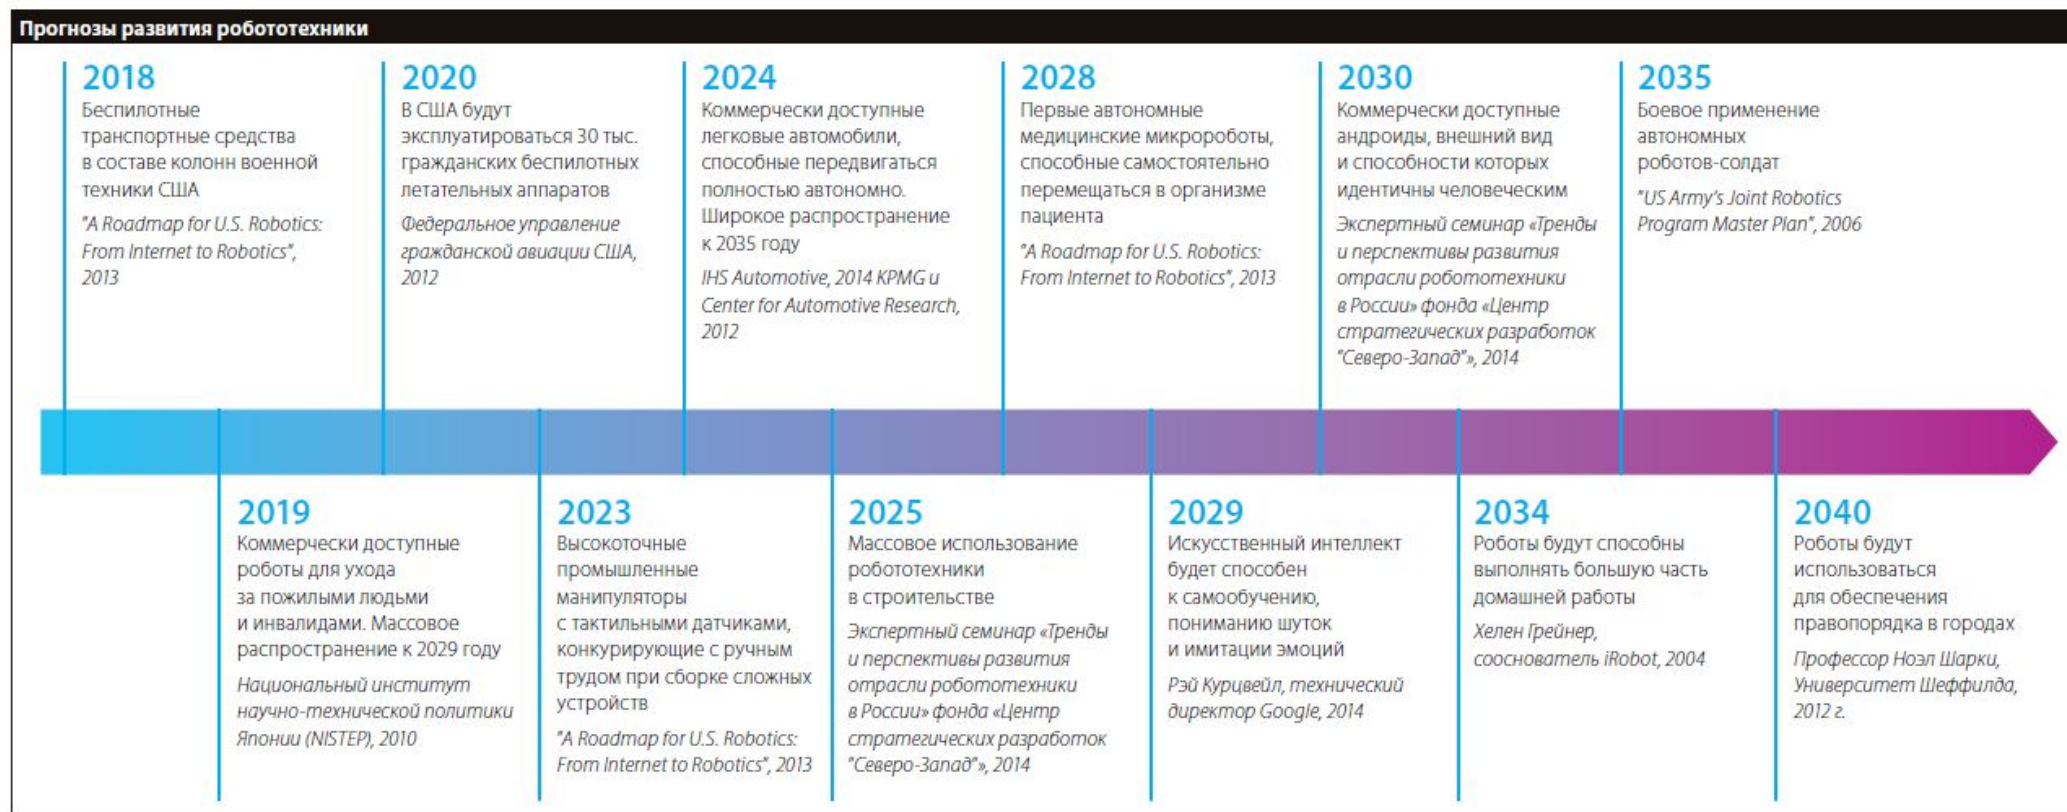 Прогнозы развития робототехники
2018
Беспилотные
транспортные средства
в составе колонн военной
техники США
"A Roadmap for U.S. Robotics:
From Internet to Robotics",
2013
2020
В США будут
эксплуатироваться 30 тыс.
гражданских беспилотных
летательных аппаратов
Федеральное управление
гражданской авиации США,
2012
2024
Коммерчески доступные
легковые автомобили,
способные передвигаться
полностью автономно.
Широкое распространение
к 2035 году
IHS Automotive, 2014 KPMG и
Center for Automotive Research,
2012
2028
Первые автономные
медицинские микророботы,
способные самостоятельно
перемещаться в организме
пациента
"A Roadmap for U.S. Robotics:
From Internet to Robotics", 2013
2030
Коммерчески доступные
андроиды, внешний вид
и способности которых
идентичны человеческим
Экспертный семинар «Тренды
и перспективы развития
отрасли робототехники
в России» фонда «Центр
стратегических разработок
"Северо-Запад"», 2014
2035
Боевое применение
автономных
роботов-солдат
"US Army's Joint Robotics
Program Master Plan", 2006
2019
Коммерчески доступные
роботы для ухода
за пожилыми людьми
и инвалидами. Массовое
распространение к 2029 году
Национальный институт
научно-технической политики
Японии (NISTEP), 2010
2023
Высокоточные
промышленные
манипуляторы
с тактильными датчиками,
конкурирующие с ручным
трудом при сборке сложных
устройств
"A Roadmap for U.S. Robotics:
From Internet to Robotics", 2013
2025
Массовое использование
робототехники
в строительстве
Экспертный семинар «Тренды
и перспективы развития
отрасли робототехники
в России» фонда «Центр
стратегических разработок
"Северо-Запад"», 2014
2029
Искусственный интеллект
будет способен
к самообучению,
пониманию шуток
и имитации эмоций
Рэй Курцвейл, технический
директор Google, 2014
2034
Роботы будут способны
выполнять большую часть
домашней работы
Хелен Грейнер,
сооснователь iRobot, 2004
2040
Роботы будут
использоваться
для обеспечения
правопорядка в городах
Профессор Ноэл Шарки,
Университет Шеффилда,
2012 г.